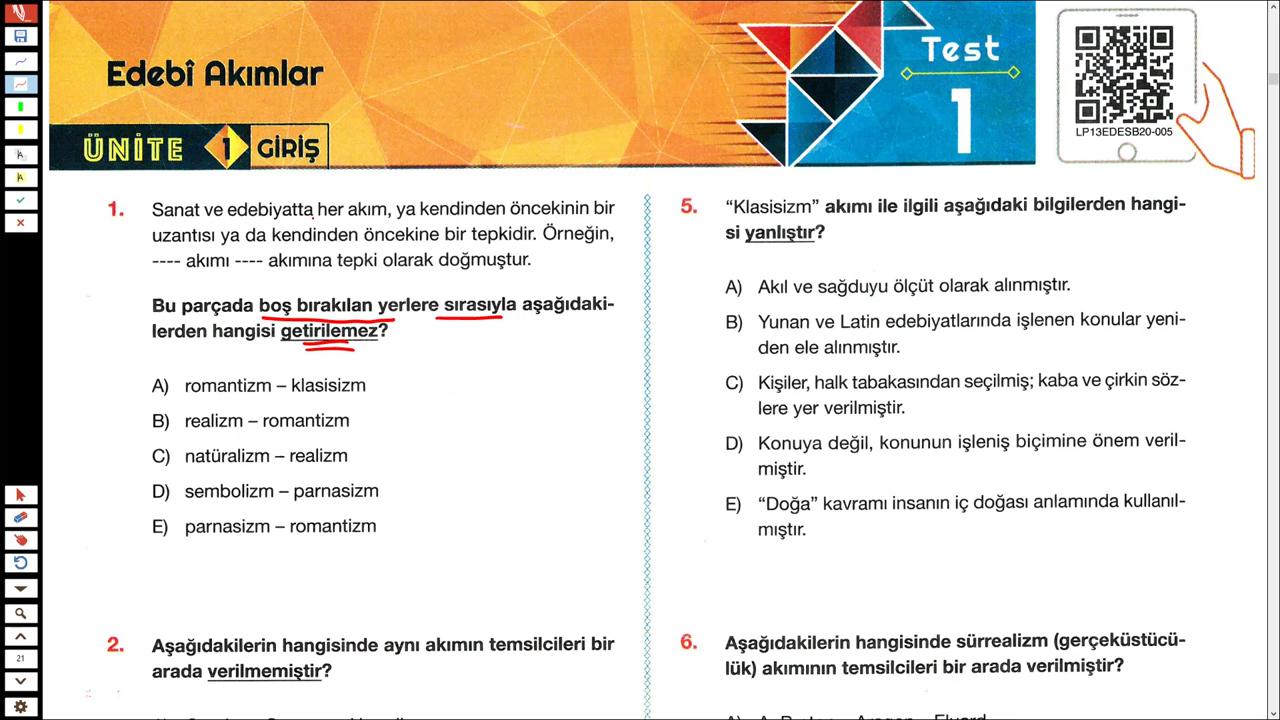 Edebî Akımlar
ÜNİTE 1 GİRİŞ
Test
1
LP13EDESB20-005
1. Sanat ve edebiyatta her akım, ya kendinden öncekinin bir
uzantısı ya da kendinden öncekine bir tepkidir. Örneğin,
---- akımı ---- akımına tepki olarak doğmuştur.
Bu parçada boş bırakılan yerlere sırasıyla aşağıdaki-
lerden hangisi getirilemez?
A) romantizm – klasisizm
B) realizm – romantizm
C) natüralizm – realizm
D) sembolizm – parnasizm
E) parnasizm – romantizm
2. Aşağıdakilerin hangisinde aynı akımın temsilcileri bir
arada verilmemiştir?
5. “Klasisizm” akımı ile ilgili aşağıdaki bilgilerden hangi-
si yanlıştır?
A) Akıl ve sağduyu ölçüt olarak alınmıştır.
B) Yunan ve Latin edebiyatlarında işlenen konular yeni-
den ele alınmıştır.
C) Kişiler, halk tabakasından seçilmiş; kaba ve çirkin söz-
lere yer verilmiştir.
D) Konuya değil, konunun işleniş biçimine önem veril-
miştir.
E) “Doğa” kavramı insanın iç doğası anlamında kullanıl-
mıştır.
6. Aşağıdakilerin hangisinde sürrealizm (gerçeküstücü-
lük) akımının temsilcileri bir arada verilmiştir?
21